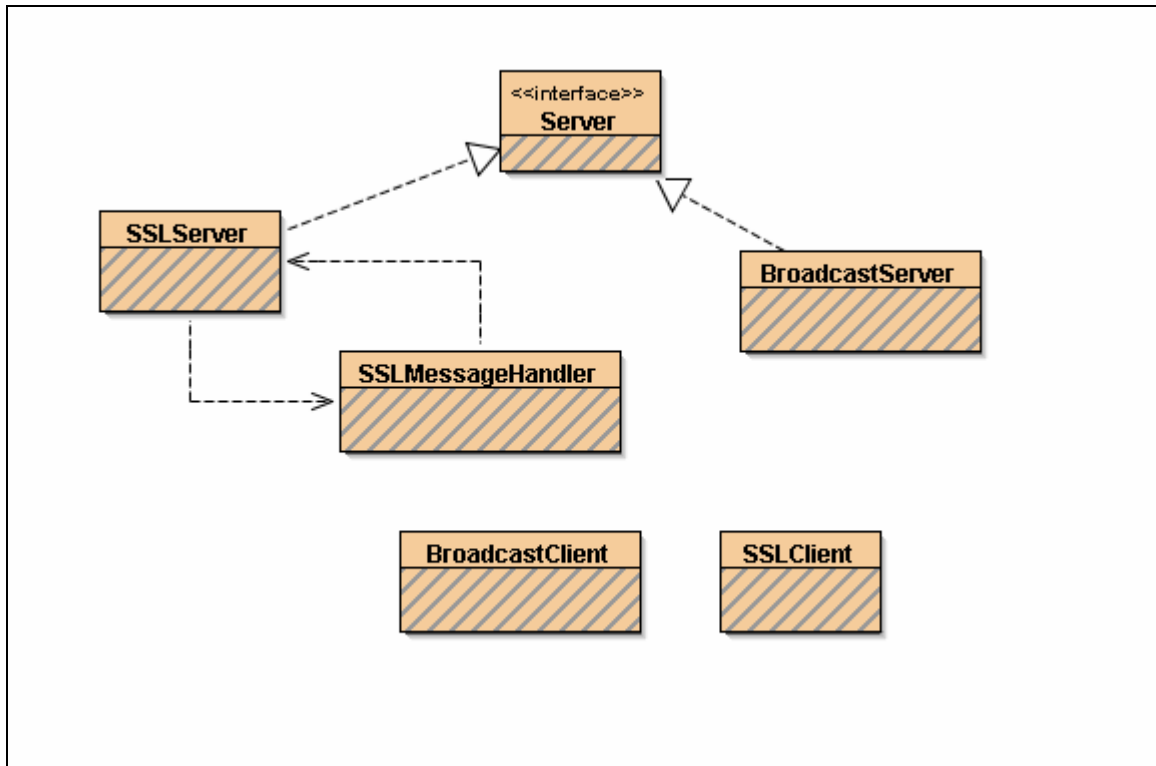 <<interface>>
Server
SSLServer
BroadcastServer
SSLMessageHandler
BroadcastClient
SSLClient